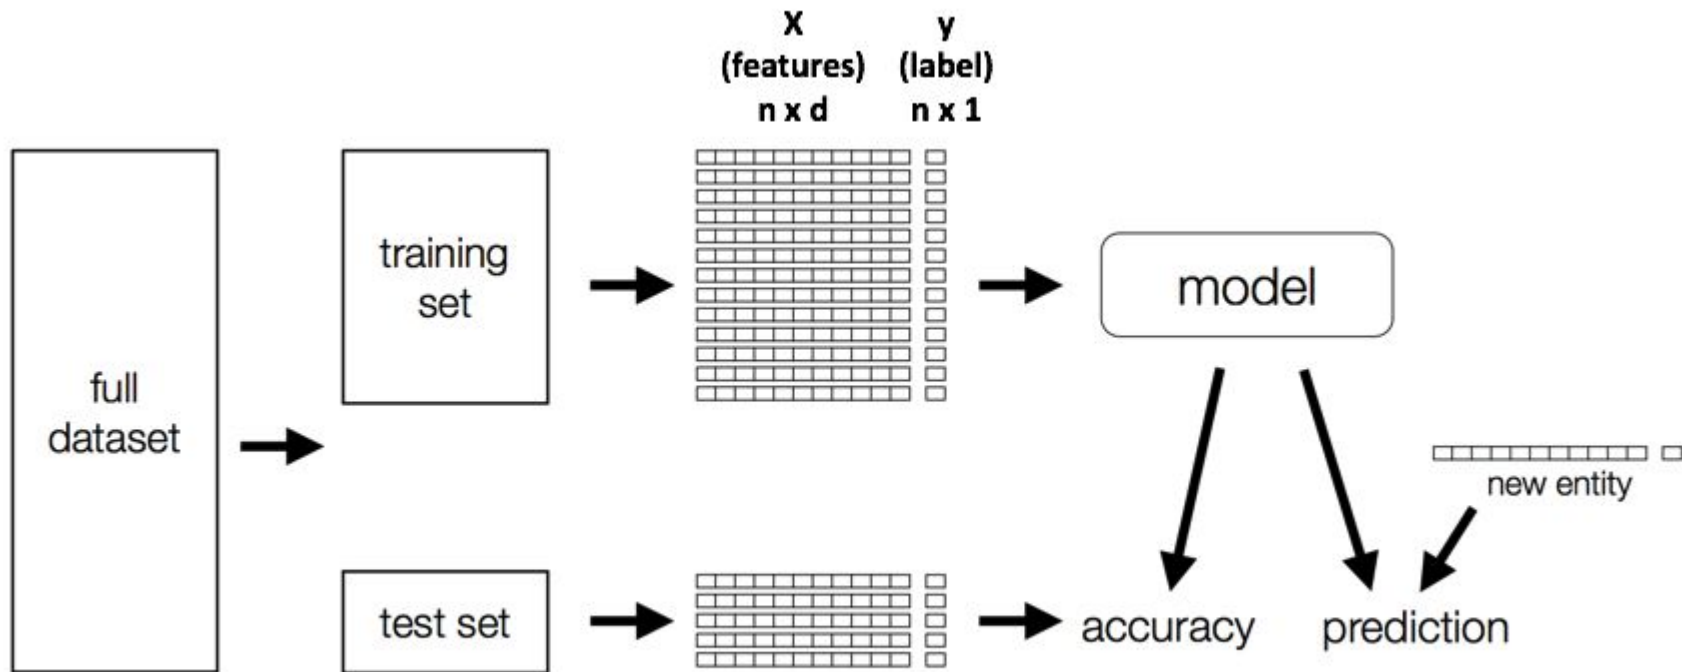 X
(features)
n x d
y
(label)
n x 1
full
dataset
training
set
test set
model
new entity
accuracy
prediction